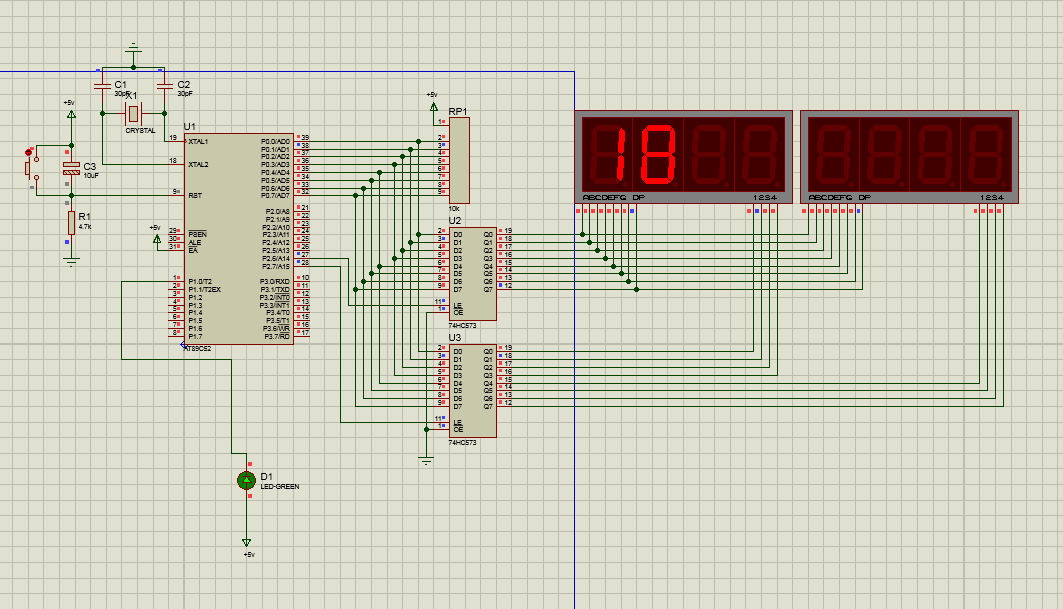 C1
30pF
X1
C2
30pF
CRYSTAL
+5v
C3
10uF
R1
4.7k
+5v
U1
19 XTAL1
18 XTAL2
9 RST
29 PSEN
30 ALE
31 EA
1 P1.0/T2
2 P1.1/T2EX
3 P1.2
4 P1.3
5 P1.4
6 P1.5
7 P1.6
8 P1.7
P0.0/AD0 39
P0.1/AD1 38
P0.2/AD2 37
P0.3/AD3 36
P0.4/AD4 35
P0.5/AD5 34
P0.6/AD6 33
P0.7/AD7 32
P2.0/A8 21
P2.1/A9 22
P2.2/A10 23
P2.3/A11 24
P2.4/A12 25
P2.5/A13 26
P2.6/A14 27
P2.7/A15 28
P3.0/RXD 10
P3.1/TXD 11
P3.2/INT0 12
P3.3/INT1 13
P3.4/T0 14
P3.5/T1 15
P3.6/WR 16
P3.7/RD 17
AT89C52
D1
LED-GREEN
+5v
+5v
RP1
1
2
3
4
5
6
7
8
9
10k
U2
2 D0 Q0 19
3 D1 Q1 18
4 D2 Q2 17
5 D3 Q3 16
6 D4 Q4 15
7 D5 Q5 14
8 D6 Q6 13
9 D7 Q7 12
11 LE
1 OE
74HC573
U3
2 D0 Q0 19
3 D1 Q1 18
4 D2 Q2 17
5 D3 Q3 16
6 D4 Q4 15
7 D5 Q5 14
8 D6 Q6 13
9 D7 Q7 12
11 LE
1 OE
74HC573
18
ABCDEFG DP 1234
ABCDEFG DP 1234